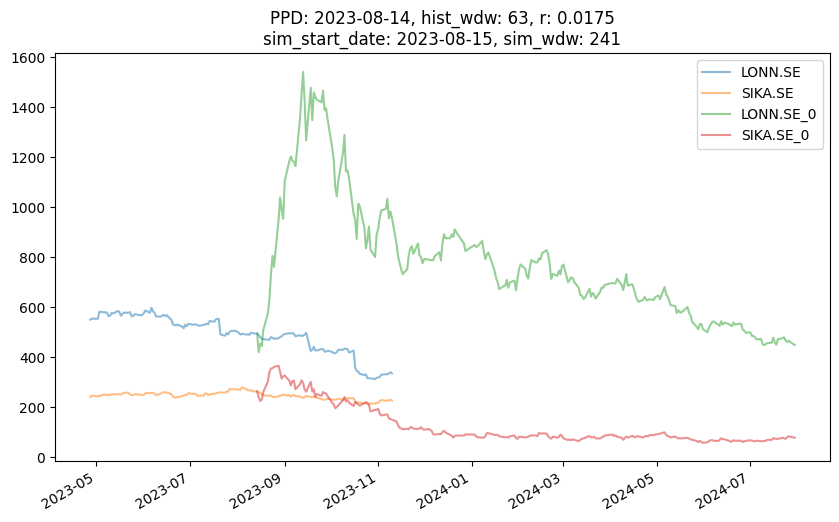 PPD: 2023-08-14, hist_wdw: 63, r: 0.0175
sim_start_date: 2023-08-15, sim_wdw: 241
1600
1400
1200
1000
800
600
400
200
0
LONN.SE
SIKA.SE
LONN.SE_0
SIKA.SE_0
2023-05
2023-07
2023-09
2023-11
2024-01
2024-03
2024-05
2024-07